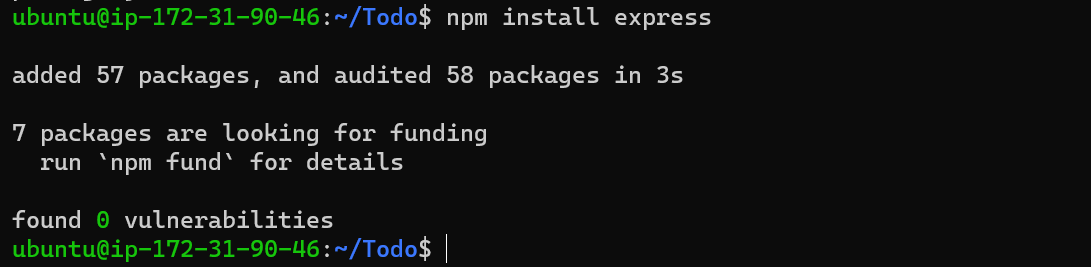 ubuntu@ip-172-31-90-46:~/Todo$ npm install express
added 57 packages, and audited 58 packages in 3s
7 packages are looking for funding
  run `npm fund` for details
found 0 vulnerabilities
ubuntu@ip-172-31-90-46:~/Todo$